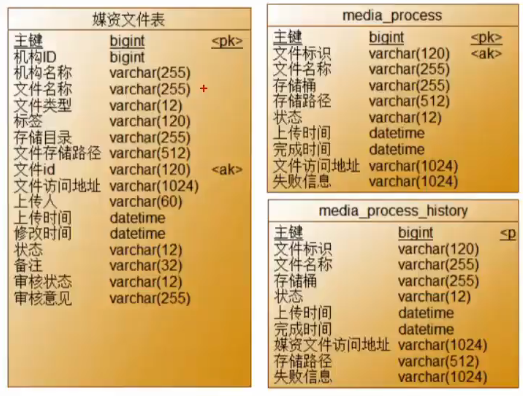 媒资文件表
主键 bigint <pk>
机构ID bigint
机构名称 varchar(255)
文件名称 varchar(255)
文件类型 varchar(12)
标签 varchar(120)
存储目录 varchar(255)
文件存储路径 varchar(512)
文件id varchar(120) <ak>
文件访问地址 varchar(1024)
上传人 varchar(60)
上传时间 datetime
修改时间 datetime
状态 varchar(12)
备注 varchar(32)
审核状态 varchar(12)
审核意见 varchar(255)
media_process
主键 bigint <pk>
文件标识 varchar(120) <ak>
文件名称 varchar(255)
存储桶 varchar(255)
存储路径 varchar(512)
状态 varchar(12)
上传时间 datetime
完成时间 datetime
文件访问地址 varchar(1024)
失败信息 varchar(1024)
media_process_history
主键 bigint <p
文件标识 varchar(120)
文件名称 varchar(255)
存储桶 varchar(255)
状态 varchar(12)
上传时间 datetime
完成时间 datetime
媒资文件访问地址 varchar(1024)
存储路径 varchar(512)
失败信息 varchar(1024)